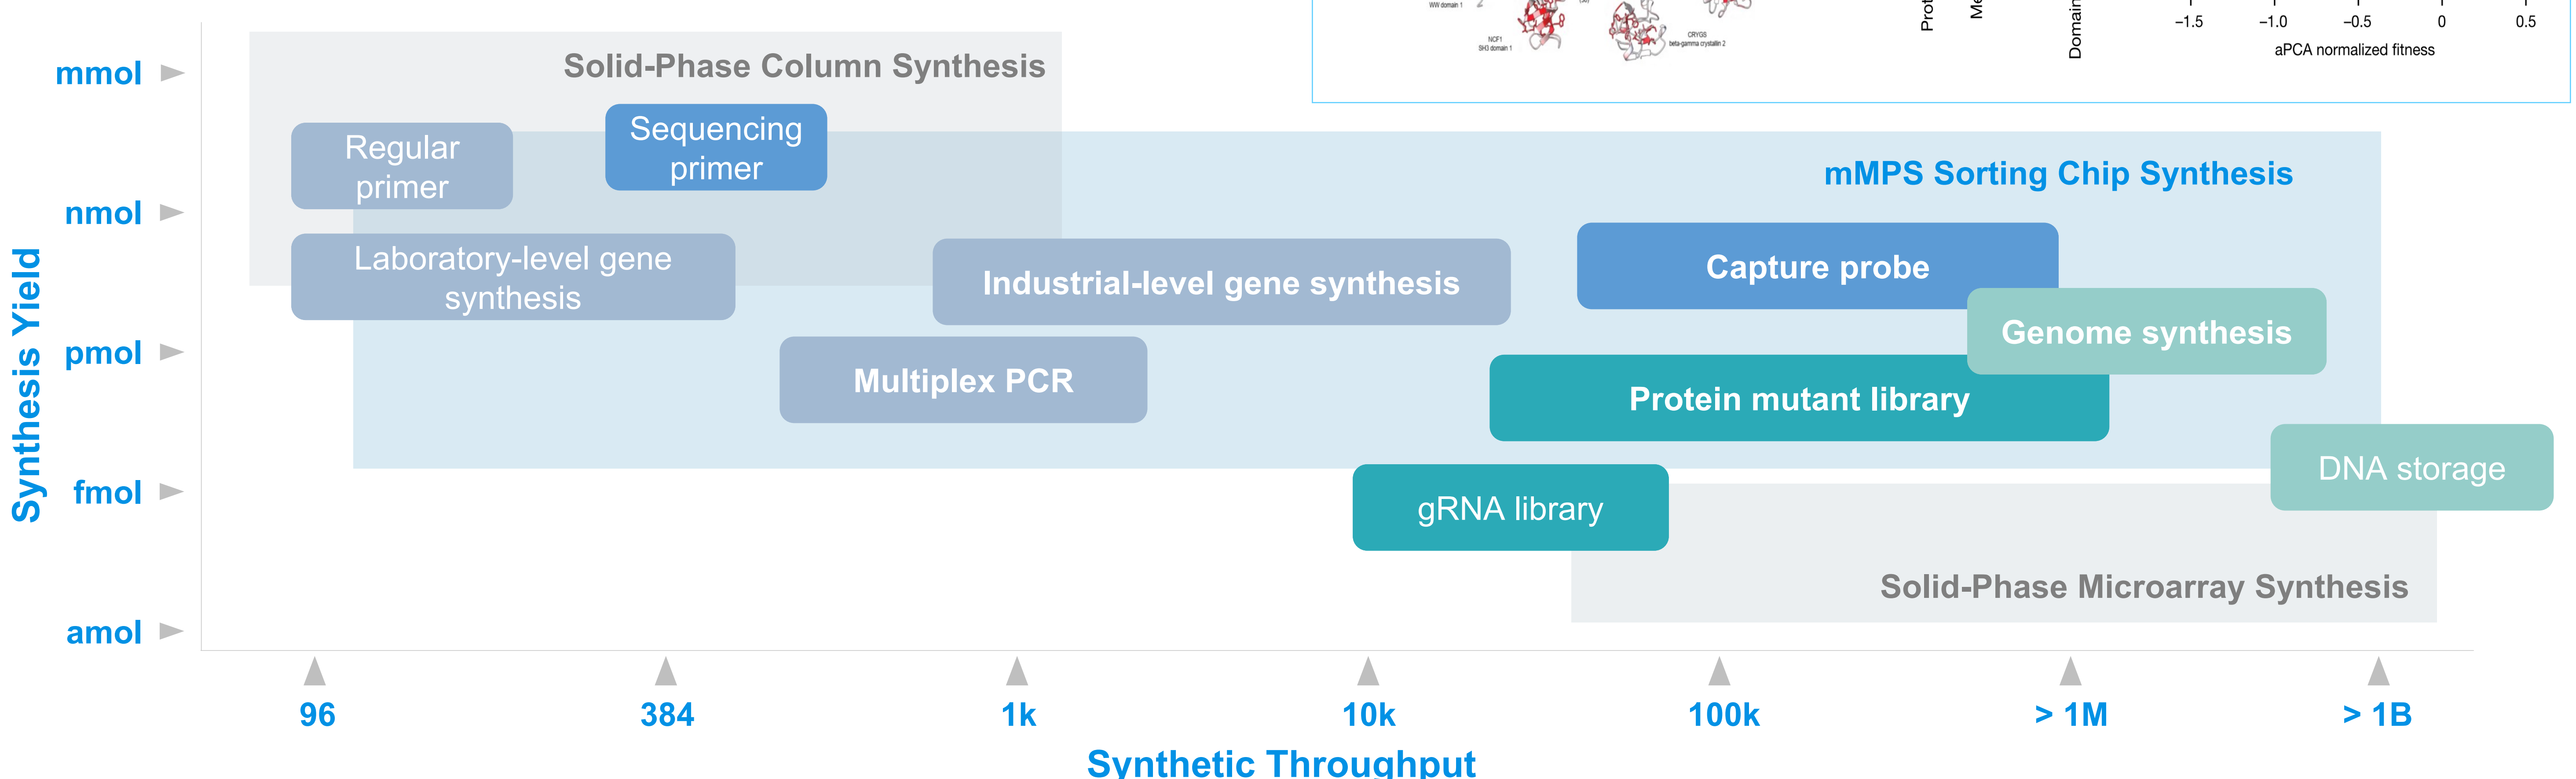 WW domain 1
NCF1
SH3 domain 1
CRYGS
beta-gamma crystallin 2
Prot
Me
Domain
−1.5
−1.0
−0.5
0
0.5
aPCA normalized fitness
Synthesis Yield
mmol
nmol
pmol
fmol
amol
Solid-Phase Column Synthesis
Regular
primer
Sequencing
primer
mMPS Sorting Chip Synthesis
Laboratory-level gene
synthesis
Industrial-level gene synthesis
Capture probe
Genome synthesis
Multiplex PCR
Protein mutant library
DNA storage
gRNA library
Solid-Phase Microarray Synthesis
96
384
1k
10k
100k
> 1M
> 1B
Synthetic Throughput